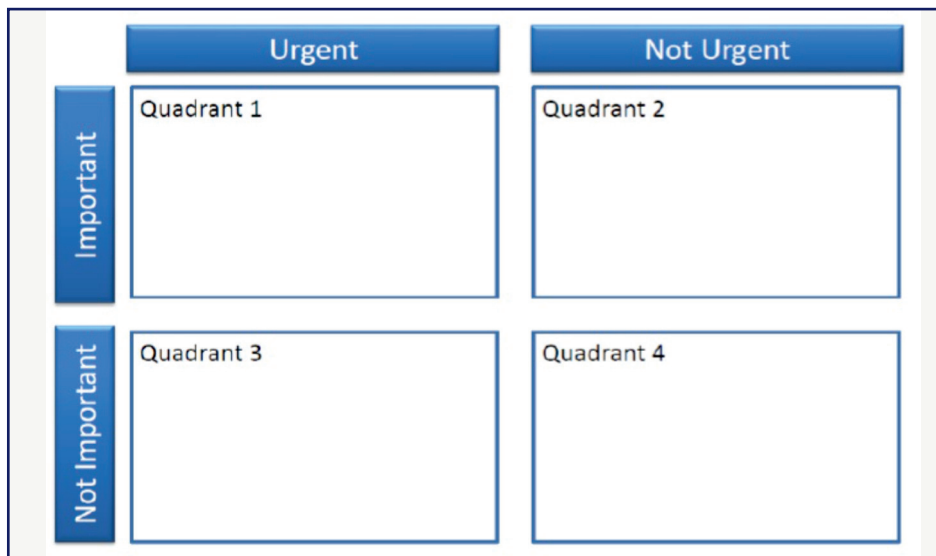 Urgent
Not Urgent
Important
Quadrant 1
Quadrant 2
Not Important
Quadrant 3
Quadrant 4